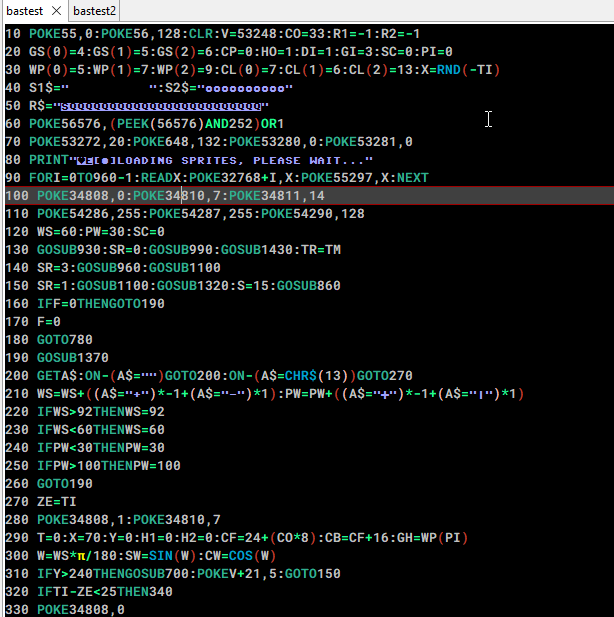 bastest
bastest2
10 POKE55,0:POKE56,128:CLR:V=53248:CO=33:R1=-1:R2=-1
20 GS(0)=4:GS(1)=5:GS(2)=6:CP=0:HO=1:DI=1:GI=3:SC=0:PI=0
30 WP(0)=5:WP(1)=7:WP(2)=9:CL(0)=7:CL(1)=6:CL(2)=13:X=RND(-TI)
40 S1$="          ":S2$="oooooooooo"
50 R$="
60 POKE56576,(PEEK(56576)AND252)OR1
70 POKE53272,20:POKE648,132:POKE53280,0:POKE53281,0
80 PRINT" LOADING SPRITES, PLEASE WAIT..."
90 FORI=0TO960-1:READX:POKE32768+I,X:POKE55297,X:NEXT
100 POKE34808,0:POKE34810,7:POKE34811,14
110 POKE54286,255:POKE54287,255:POKE54290,128
120 WS=60:PW=30:SC=0
130 GOSUB930:SR=0:GOSUB990:GOSUB1430:TR=TM
140 SR=3:GOSUB960:GOSUB1100
150 SR=1:GOSUB1100:GOSUB1320:S=15:GOSUB860
160 IFF=0THENGOTO190
170 F=0
180 GOTO780
190 GOSUB1370
200 GETA$:ON-(A$="")GOTO200:ON-(A$=CHR$(13))GOTO270
210 WS=WS+((A$="+")*-1+(A$="-")*1):PW=PW+((A$="┼")*-1+(A$="|")*1)
220 IFWS>92THENWS=92
230 IFWS<60THENWS=60
240 IFPW<30THENPW=30
250 IFPW>100THENPW=100
260 GOTO190
270 ZE=TI
280 POKE34808,1:POKE34810,7
290 T=0:X=70:Y=0:H1=0:H2=0:CF=24+(CO*8):CB=CF+16:GH=WP(PI)
300 W=WS*π/180:SW=SIN(W):CW=COS(W)
310 IFY>240THENGOSUB700:POKEV+21,5:GOTO150
320 IFTI-ZE<25THEN340
330 POKE34808,0